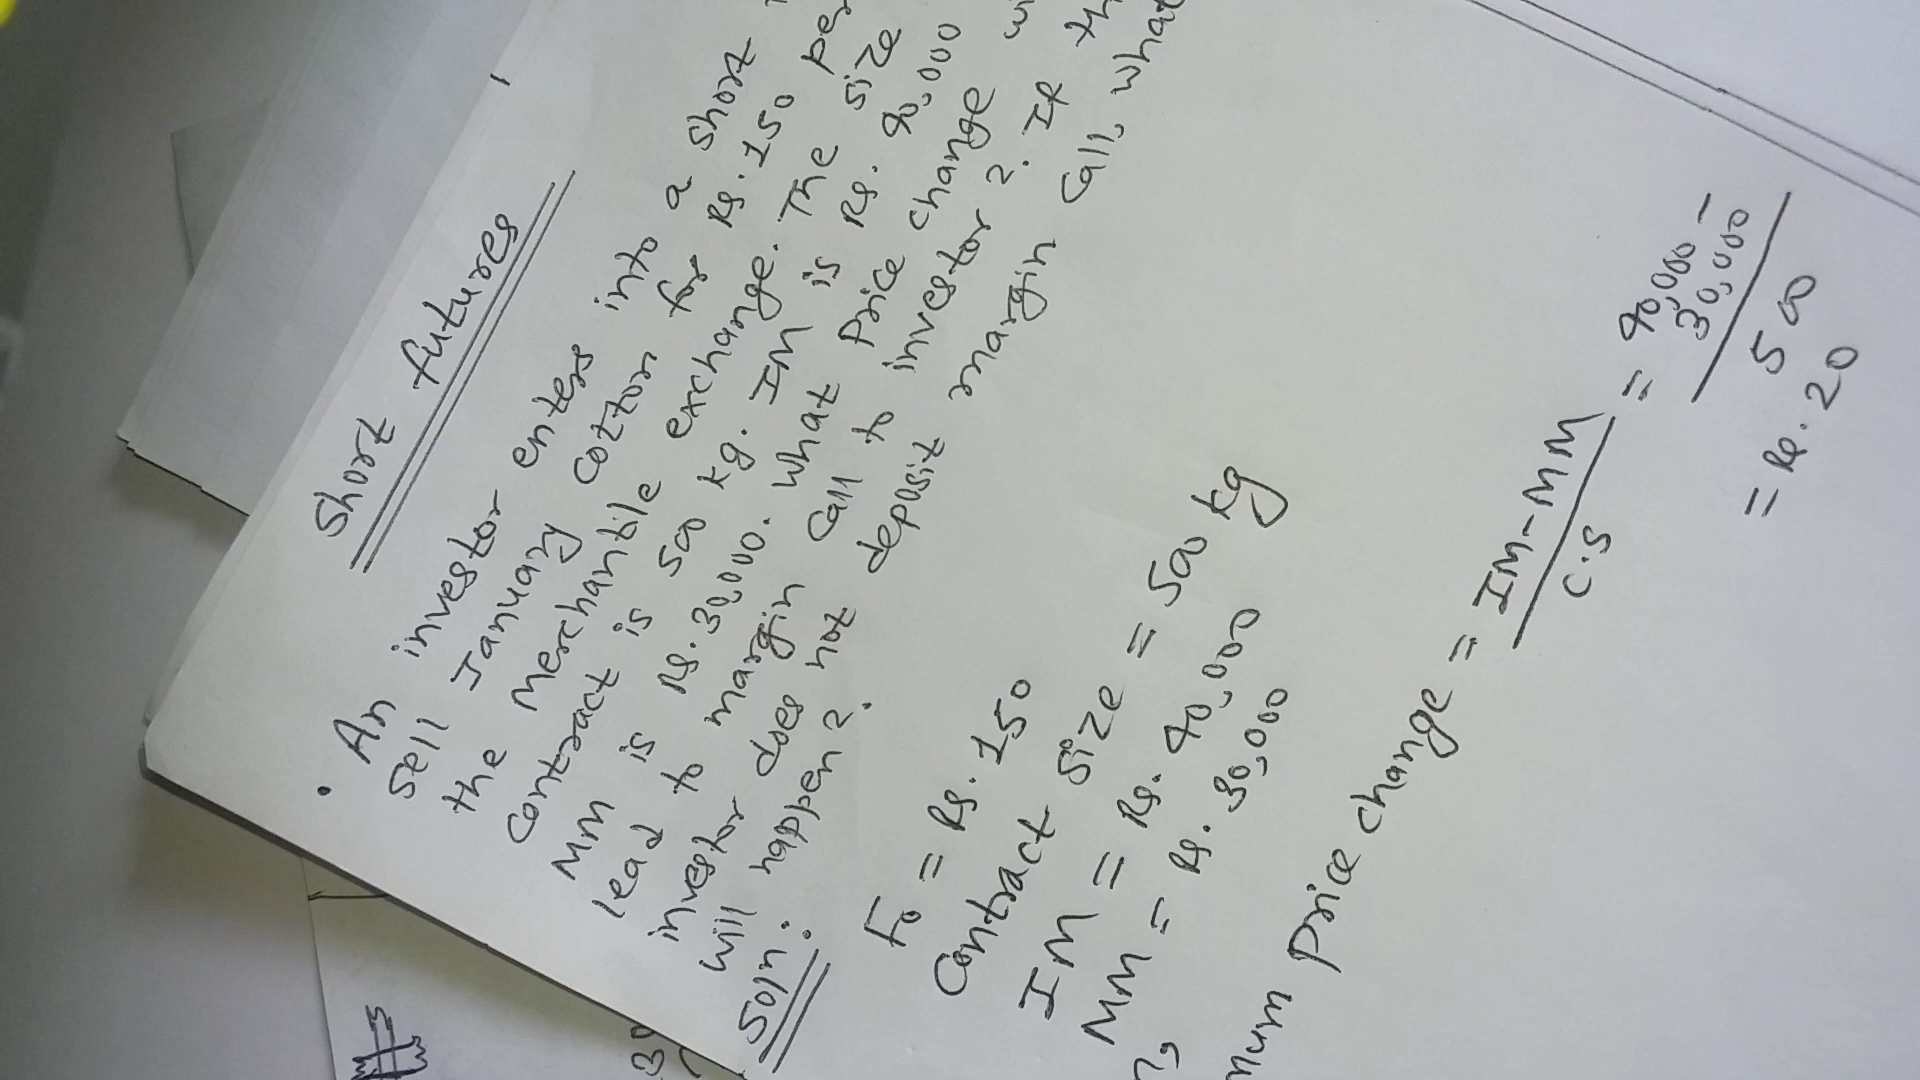 Short futures
• An investor enters into a short
sell January cotton for Rs. 150 per
the Merchantile exchange. The size
contract is 500 kg. IM is Rs. 40,000
MM is Rs. 30,000. What Price change
lead to margin call to investor? If
investor does not deposit margin call, what
will happen?
Soln:
F₀ = Rs. 150
Contract size = 500 kg
IM = Rs. 40,000
MM = Rs. 30,000
Price change = IM-MM / C.S = 40,000 - 30,000 / 500
= Rs. 20